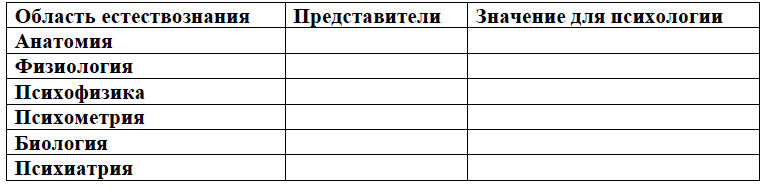 Область естествознания Представители Значение для психологии
Анатомия
Физиология
Психофизика
Психометрия
Биология
Психиатрия